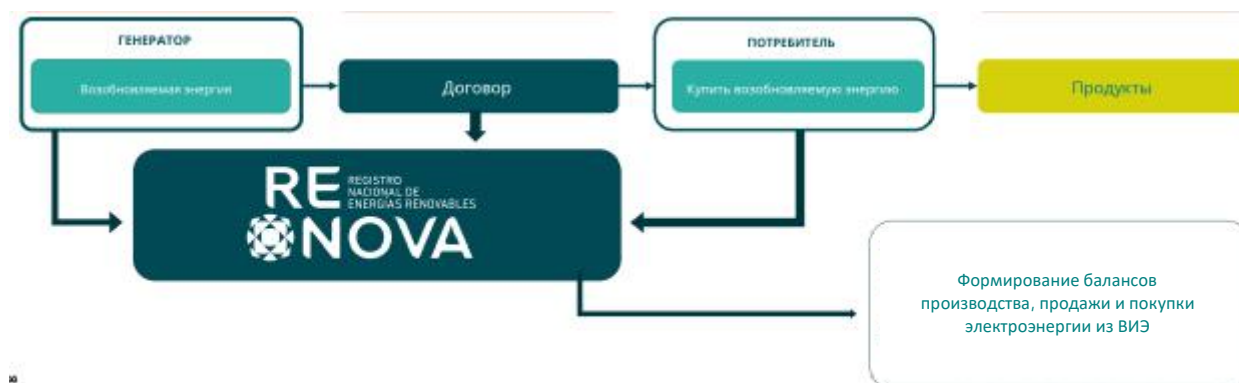 ГЕНЕРАТОР
Возобновляемая энергия
Договор
ПОТРЕБИТЕЛЬ
Купить возобновляемую энергию
Продукты
RE
REGISTRO
NACIONAL DE
ENERGÍAS RENOVABLES
NOVA
Формирование балансов
производства, продажи и покупки
электроэнергии из ВИЭ